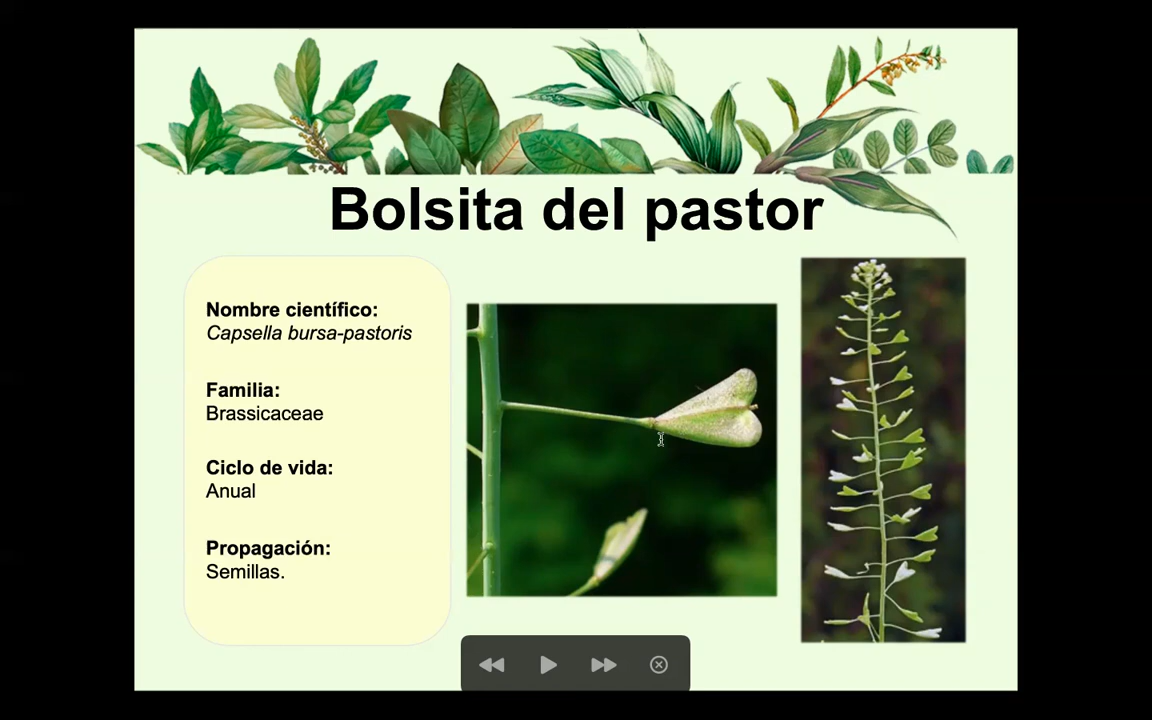 Bolsita del pastor
Nombre científico:
Capsella bursa-pastoris
Familia:
Brassicaceae
Ciclo de vida:
Anual
Propagación:
Semillas.